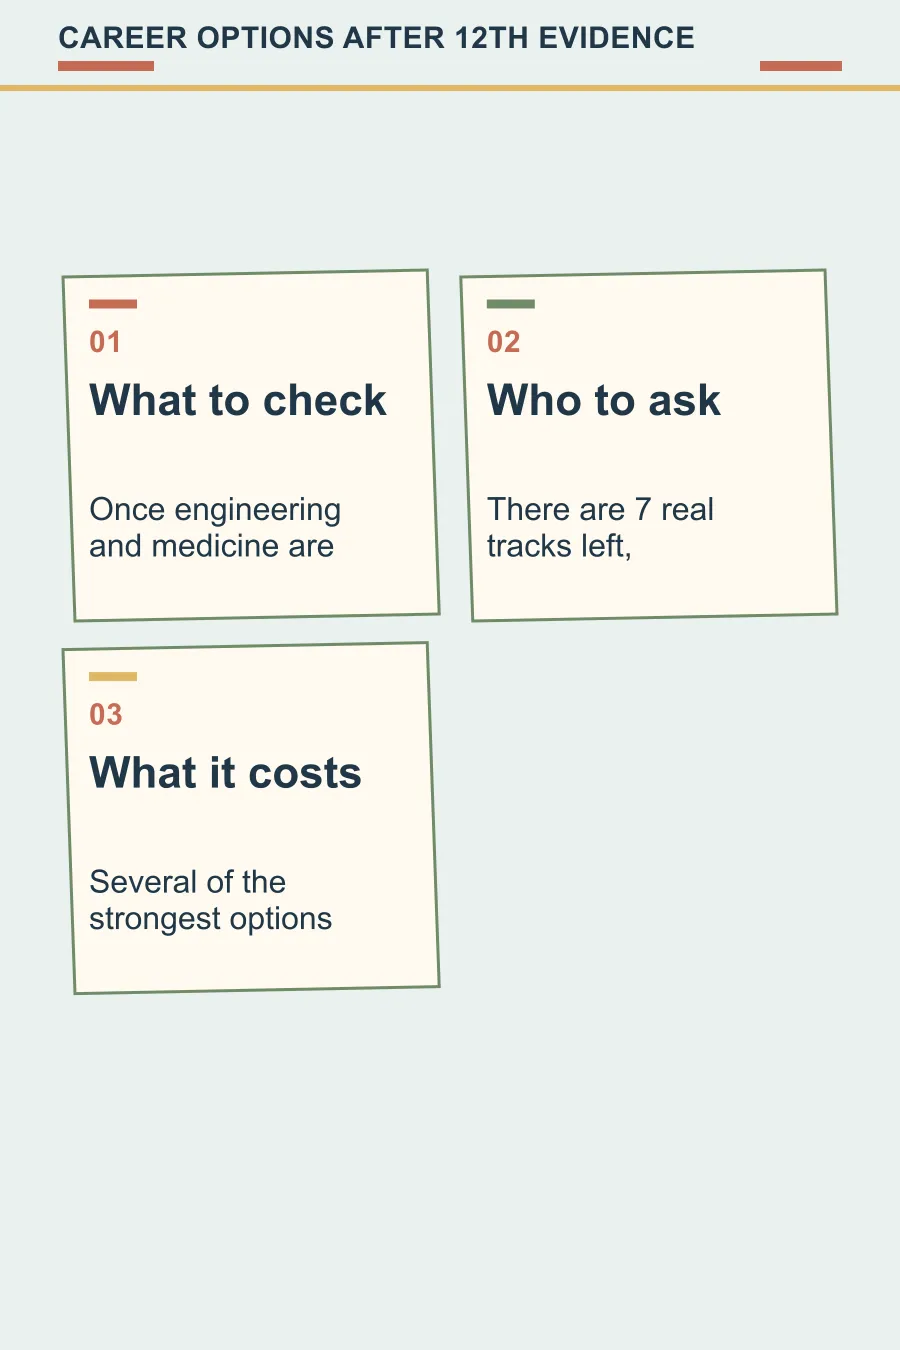 CAREER OPTIONS AFTER 12TH EVIDENCE
01
What to check
Once engineering
and medicine are
02
Who to ask
There are 7 real
tracks left,
03
What it costs
Several of the
strongest options